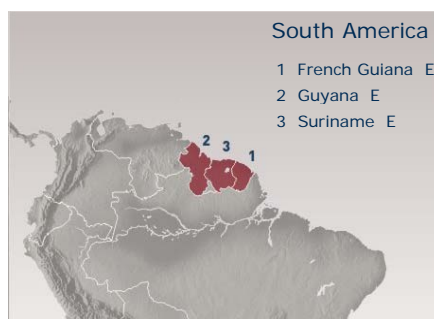 South America
1 French Guiana E
2 Guyana E
3 Suriname E
2
3
1